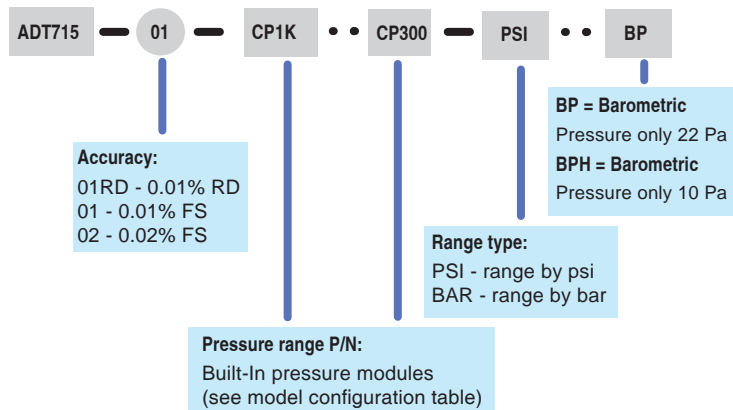 ADT715 01 CP1K CP300 PSI BP
BP = Barometric
Pressure only 22 Pa
BPH = Barometric
Pressure only 10 Pa
Accuracy:
01RD - 0.01% RD
01 - 0.01% FS
02 - 0.02% FS
Range type:
PSI - range by psi
BAR - range by bar
Pressure range P/N:
Built-In pressure modules
(see model configuration table)